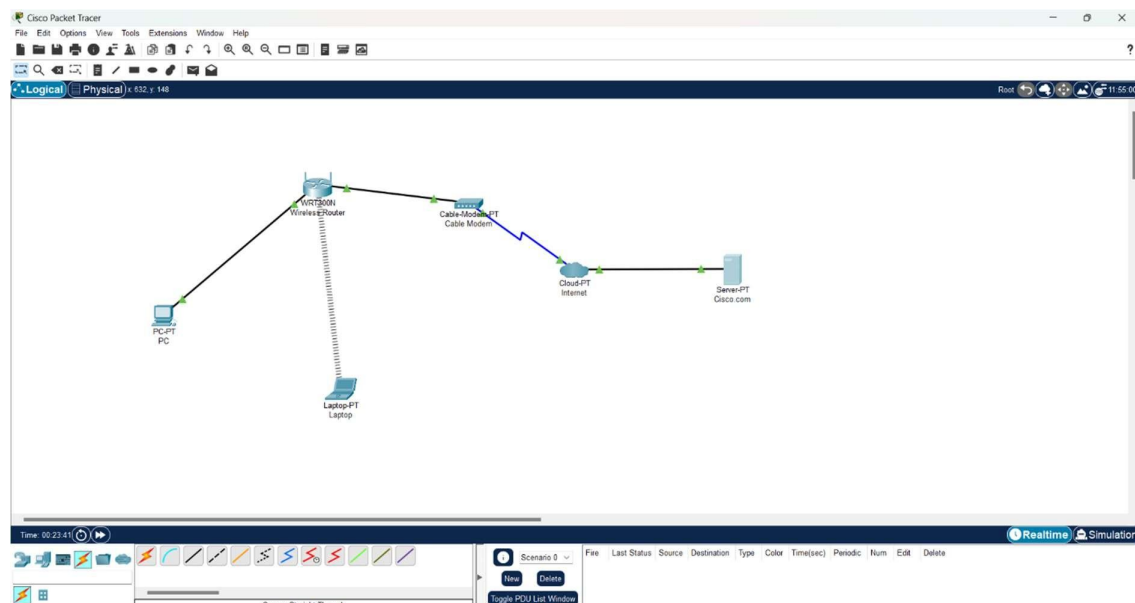 Cisco Packet Tracer
File Edit Options View Tools Extensions Window Help
?
Logical Physical x: 632, y: 148 Root 11:55:00
WRT300N
Wireless Router
Cable-Modem-PT
Cable Modem
Cloud-PT
Internet
Server-PT
Cisco.com
PC-PT
PC
Laptop-PT
Laptop
Time: 00:23:41 Realtime Simulation
Scenario 0 Fire Last Status Source Destination Type Color Time(sec) Periodic Num Edit Delete
New Delete
Toggle PDU List Window